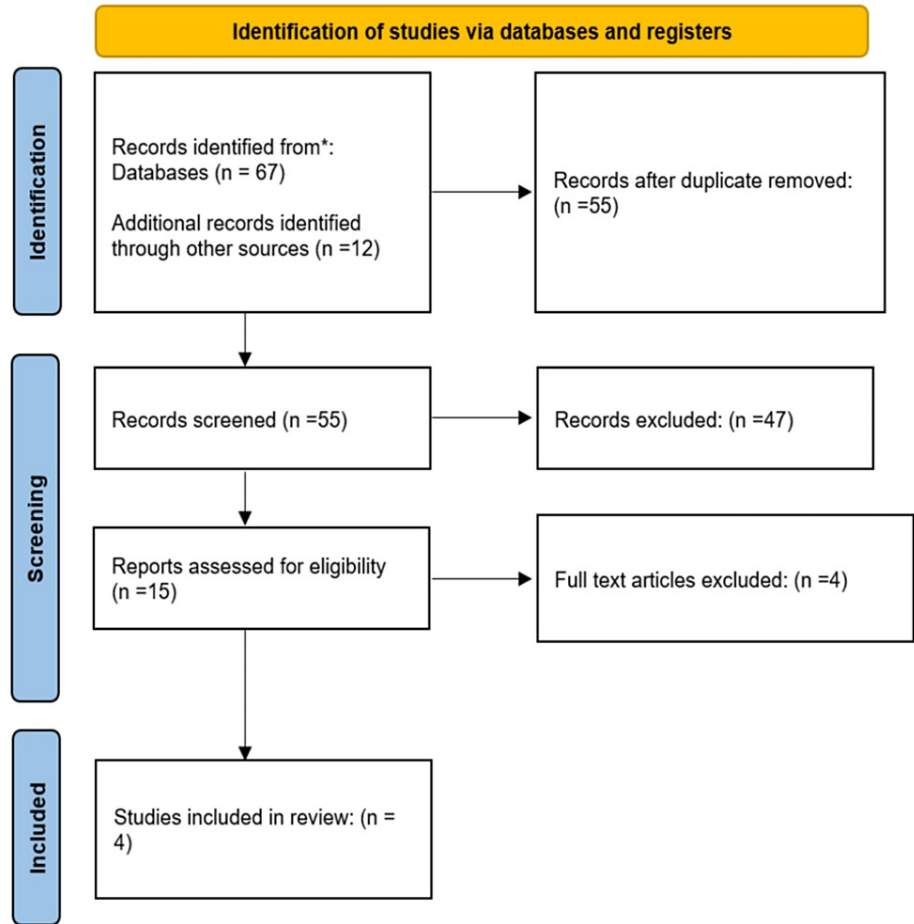 Identification of studies via databases and registers
Identification
Records identified from*:
Databases (n = 67)
Additional records identified
through other sources (n =12)
Records after duplicate removed:
(n =55)
Screening
Records screened (n =55)
Records excluded: (n =47)
Reports assessed for eligibility
(n =15)
Full text articles excluded: (n =4)
Included
Studies included in review: (n =
4)